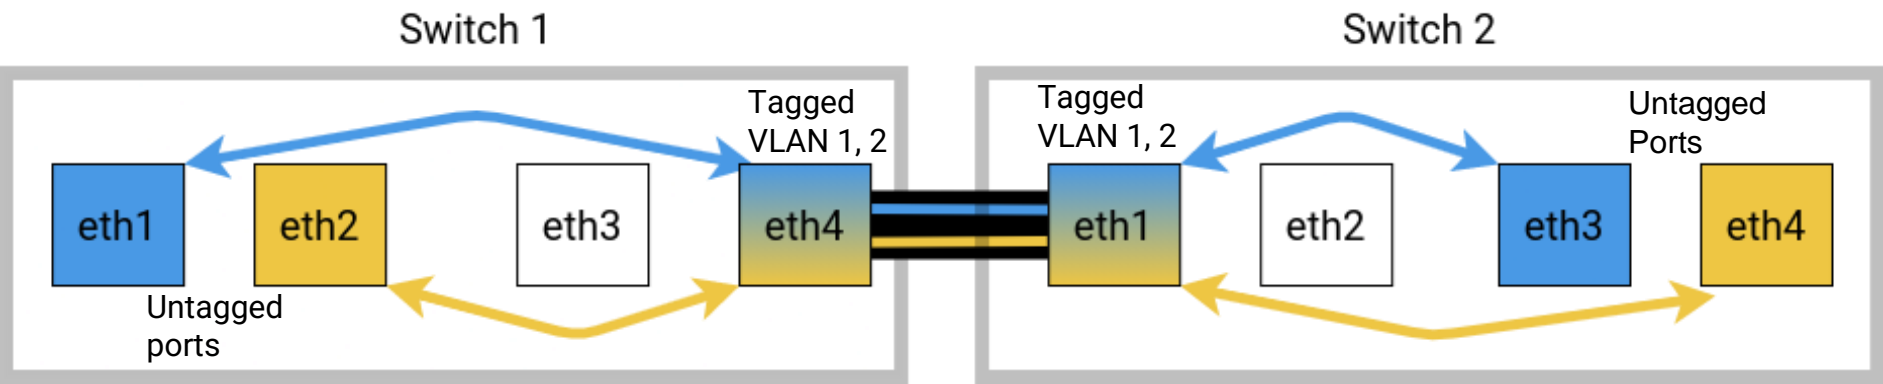 Switch 1
Tagged
VLAN 1, 2
eth1
eth2
eth3
eth4
Untagged
ports
Switch 2
Tagged
VLAN 1, 2
Untagged
Ports
eth1
eth2
eth3
eth4